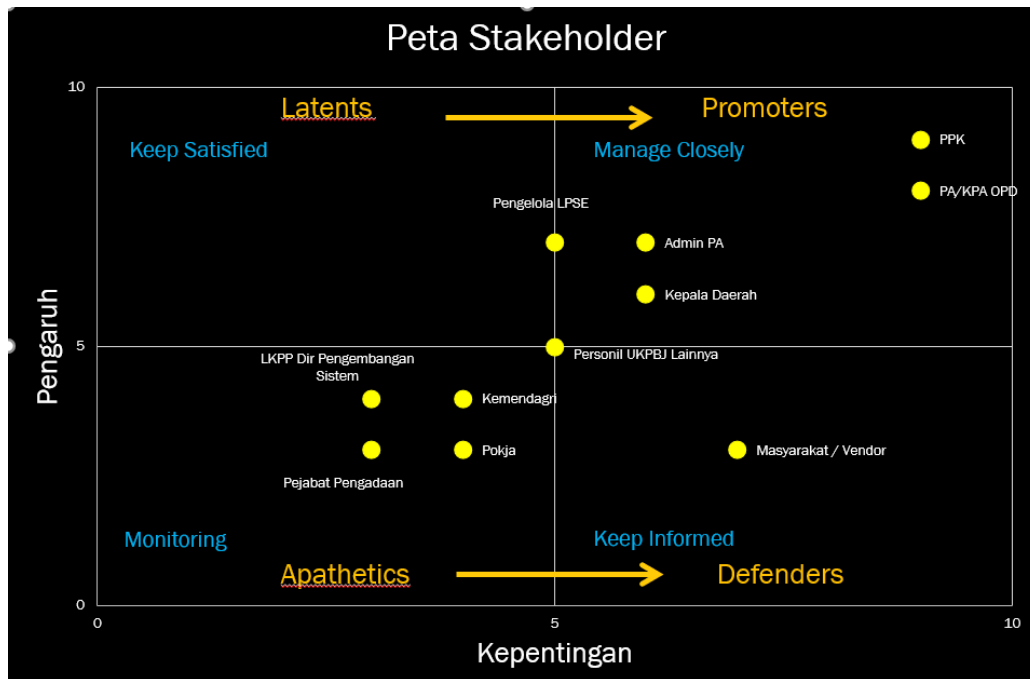 Peta Stakeholder
10
Latents
Promoters
Keep Satisfied
Manage Closely
PPK
PA/KPA OPD
Pengelola LPSE
Admin PA
Kepala Daerah
Pengaruh
5
LKPP Dir Pengembangan
Sistem
Personil UKPBJ Lainnya
Kemendagri
Pokja
Masyarakat / Vendor
Pejabat Pengadaan
Monitoring
Keep Informed
Apathetics
Defenders
0
0
5
10
Kepentingan